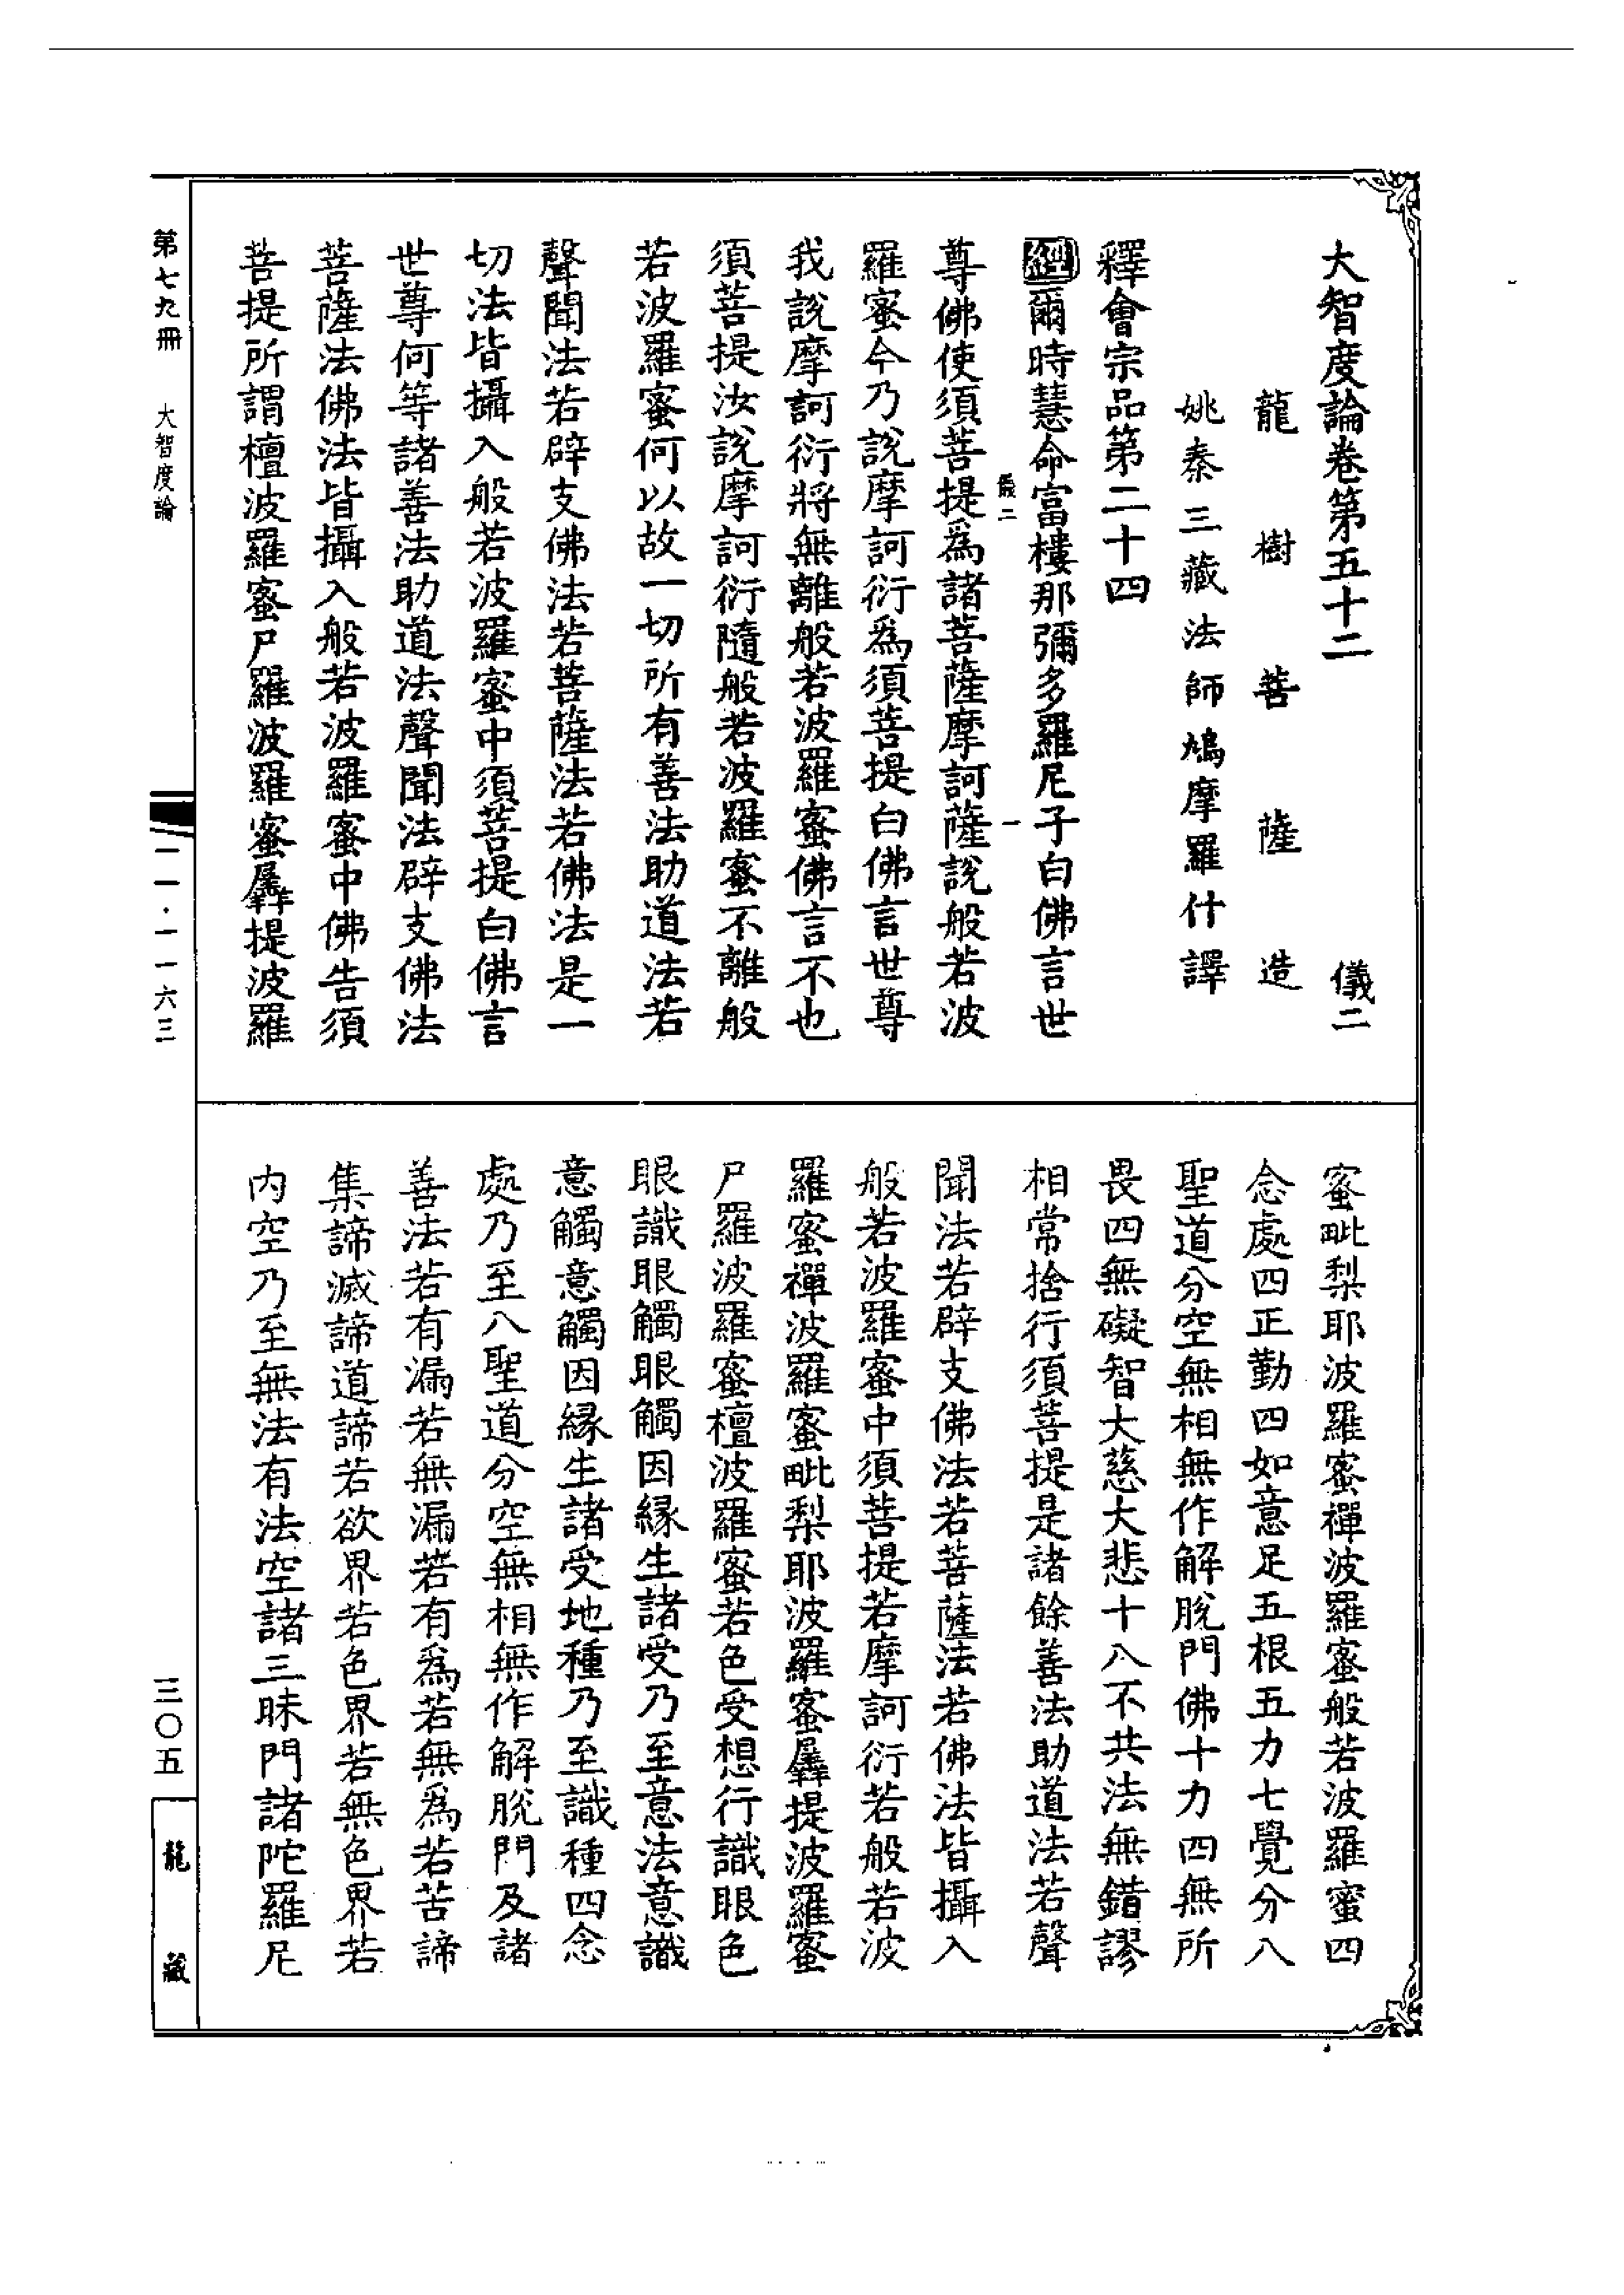 大智度論卷第五十二　儀二
龍樹菩薩造
姚秦三藏法師鳩摩羅什譯
釋會宗品第二十四
經爾時慧命富樓那彌多羅尼子白佛言世
儀二　一
尊佛使須菩提爲諸菩薩摩訶薩說般若波
羅蜜今乃說摩訶衍爲須菩提白佛言世尊
我說摩訶衍將無離般若波羅蜜佛言不也
須菩提汝說摩訶衍隨般若波羅蜜不離般
若波羅蜜何以故一切所有善法助道法若
聲聞法若辟支佛法若菩薩法若佛法是一
切法皆攝入般若波羅蜜中須菩提白佛言
世尊何等諸善法助道法聲聞法辟支佛法
菩薩法佛法皆攝入般若波羅蜜中佛告須
菩提所謂檀波羅蜜尸羅波羅蜜羼提波羅
蜜毗梨耶波羅蜜禪波羅蜜般若波羅蜜四
念處四正勤四如意足五根五力七覺分八
聖道分空無相無作解脫門佛十力四無所
畏四無礙智大慈大悲十八不共法無錯謬
相常捨行須菩提是諸餘善法助道法若聲
聞法若辟支佛法若菩薩法若佛法皆攝入
般若波羅蜜中須菩提若摩訶衍若般若波
羅蜜禪波羅蜜毗梨耶波羅蜜羼提波羅蜜
尸羅波羅蜜檀波羅蜜若色受想行識眼色
眼識眼觸眼觸因緣生諸受乃至意法意識
意觸意觸因緣生諸受地種乃至識種四念
處乃至八聖道分空無相無作解脫門及諸
善法若有漏若無漏若有爲若無爲若苦諦
集諦滅諦道諦若欲界若色界若無色界若
內空乃至無法有法空諸三昧門諸陀羅尼
第七九冊　大智度論
一一·一一六三
三〇五
龍藏